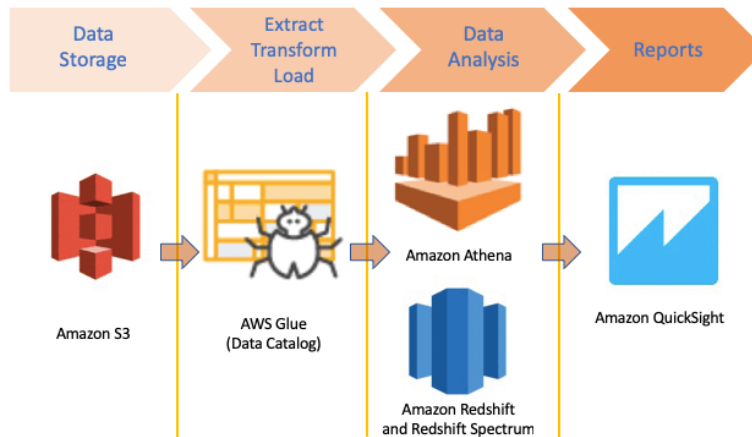 Data
Storage
Extract
Transform
Load
Data
Analysis
Reports
Amazon S3
AWS Glue
(Data Catalog)
Amazon Athena
Amazon Redshift
and Redshift Spectrum
Amazon QuickSight